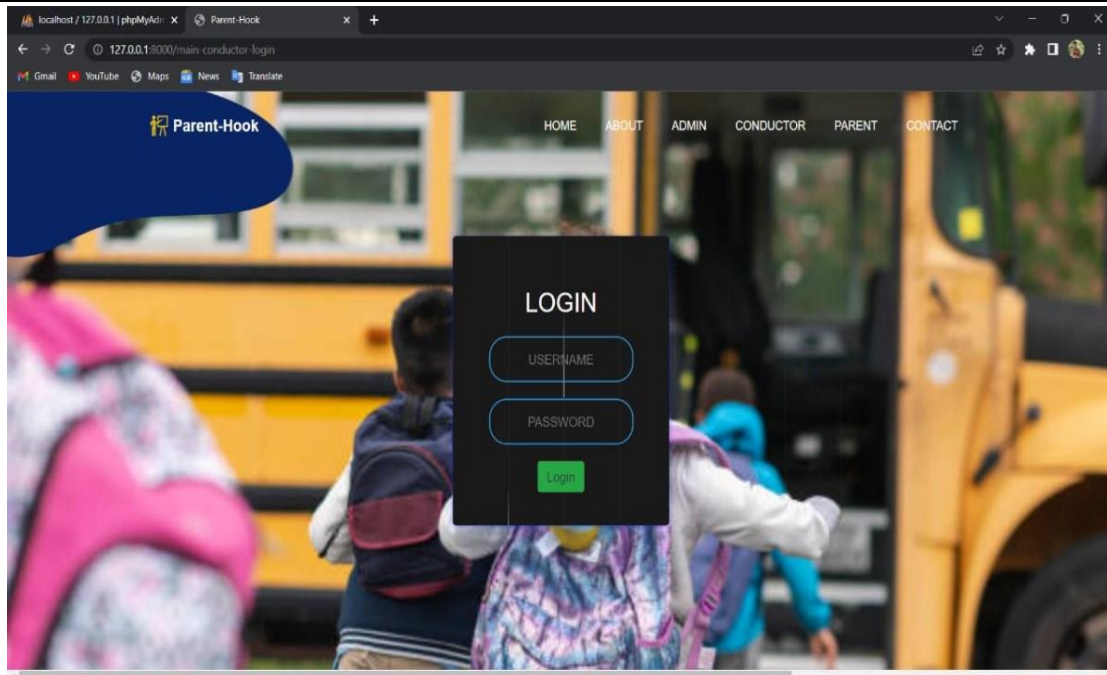 localhost / 127.0.0.1 | phpMyAdm
Parent-Hook
127.0.0.1:8000/main-conductor-login
Gmail YouTube Maps News Translate
Parent-Hook HOME ABOUT ADMIN CONDUCTOR PARENT CONTACT
LOGIN
USERNAME
PASSWORD
Login